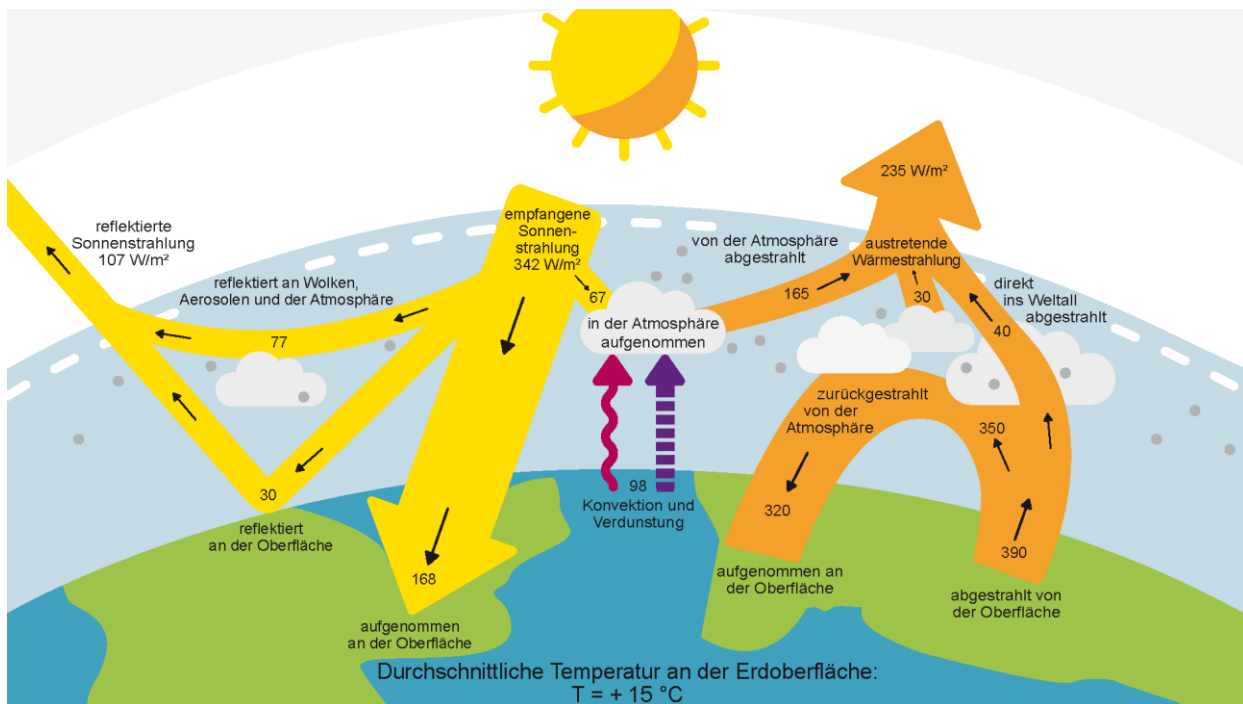 reflektierte
Sonnenstrahlung
107 W/m²
reflektiert an Wolken,
Aerosolen und der Atmosphäre
77
30
reflektiert
an der Oberfläche
empfangene
Sonnen-
strahlung
342 W/m²
67
168
aufgenommen
an der Oberfläche
in der Atmosphäre
aufgenommen
98
Konvektion und
Verdunstung
von der Atmosphäre
abgestrahlt
165
235 W/m²
austretende
Wärmestrahlung
30
direkt
ins Weltall
abgestrahlt
40
zurückgestrahlt
von der
Atmosphäre
350
320
390
aufgenommen an
der Oberfläche
abgestrahlt von
der Oberfläche
Durchschnittliche Temperatur an der Erdoberfläche:
T = + 15 °C